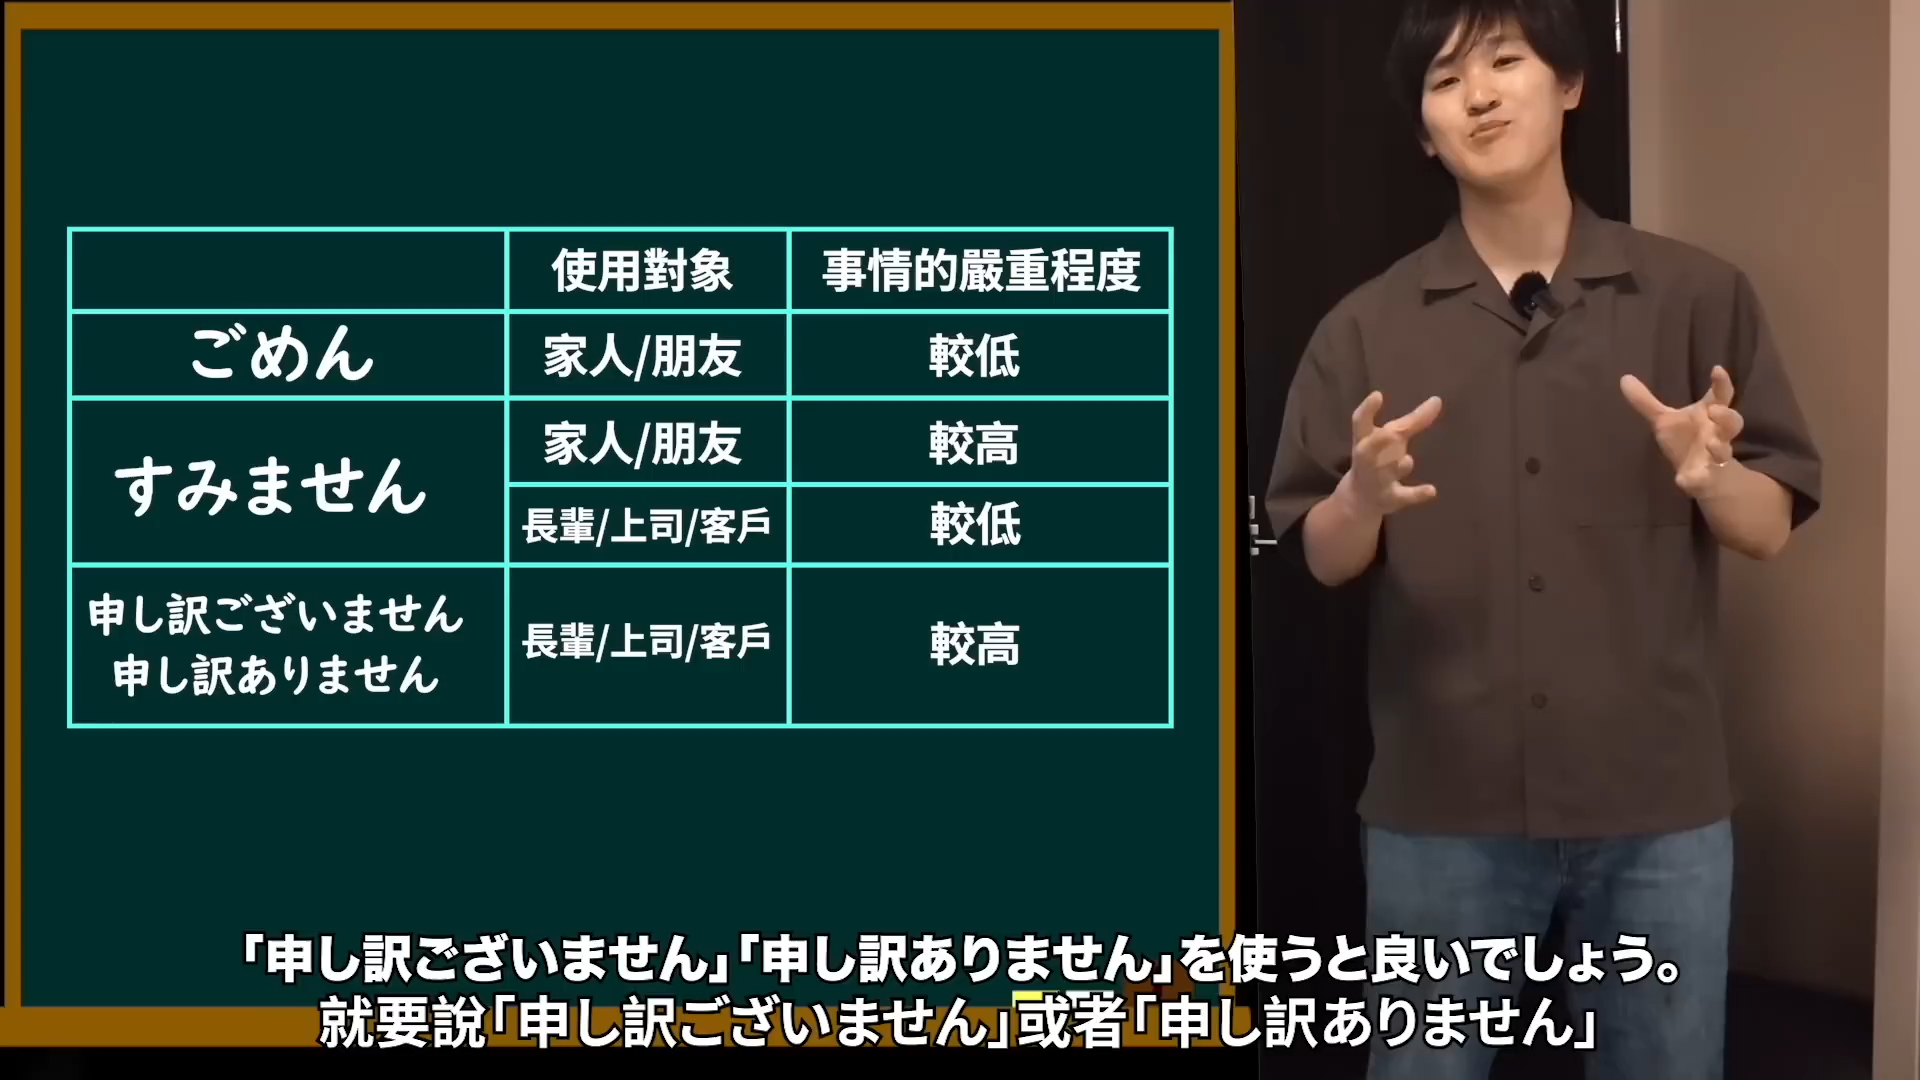 使用對象 事情的嚴重程度
ごめん 家人/朋友 較低
すみません 家人/朋友 較高
長輩/上司/客戶 較低
申し訳ございません
申し訳ありません 長輩/上司/客戶 較高
「申し訳ございません」「申し訳ありません」を使うと良いでしょう。
就要說「申し訳ございません」或者「申し訳ありません」